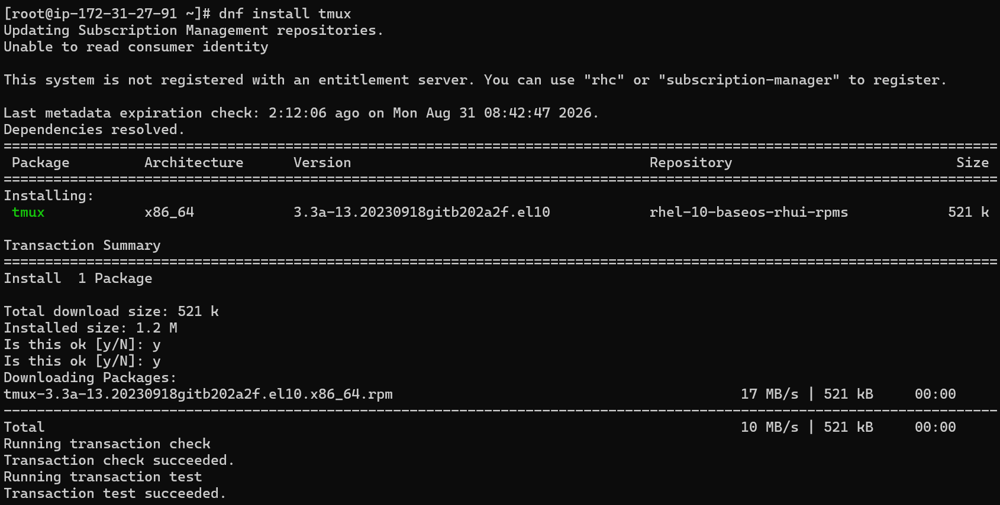 [root@ip-172-31-27-91 ~]# dnf install tmux
Updating Subscription Management repositories.
Unable to read consumer identity

This system is not registered with an entitlement server. You can use "rhc" or "subscription-manager" to register.

Last metadata expiration check: 2:12:06 ago on Mon Aug 31 08:42:47 2026.
Dependencies resolved.
========================================================================================================================
 Package         Architecture      Version                                    Repository                           Size
========================================================================================================================
Installing:
 tmux            x86_64            3.3a-13.20230918gitb202a2f.el10            rhel-10-baseos-rhui-rpms            521 k

Transaction Summary
========================================================================================================================
Install  1 Package

Total download size: 521 k
Installed size: 1.2 M
Is this ok [y/N]: y
Is this ok [y/N]: y
Downloading Packages:
tmux-3.3a-13.20230918gitb202a2f.el10.x86_64.rpm                                          17 MB/s | 521 kB     00:00
------------------------------------------------------------------------------------------------------------------------
Total                                                                                    10 MB/s | 521 kB     00:00
Running transaction check
Transaction check succeeded.
Running transaction test
Transaction test succeeded.